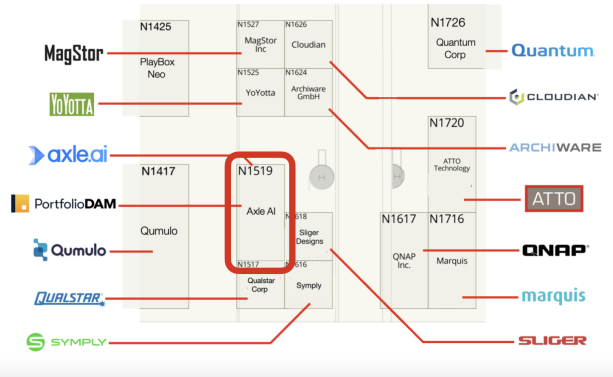 MagStor
YOYOTTA
axle.ai
PortfolioDAM
Qumulo
QUALSTAR
SYMPLY
N1425
PlayBox
Neo
N1417
Qumulo
N1527
MagStor
Inc
N1626
Cloudian
N1525
YoYotta
N1624
Archiware
GmbH
N1519
Axle AI
N1618
Sliger
Designs
N1517
Qualstar
Corp
N1616
Symply
N1726
Quantum
Corp
N1720
ATTO
Technology
N1617
QNAP
Inc.
N1716
Marquis
Quantum
CLOUDIAN
ARCHIWARE
ATTO
QNAP
marquis
SLIGER